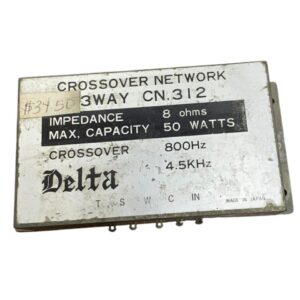 CROSSOVER NETWORK
$34.50
3WAY CN.312
IMPEDANCE 8 ohms
MAX. CAPACITY 50 WATTS
CROSSOVER 800Hz
4.5KHz
Delta
T S W C IN
MADE IN JAPAN